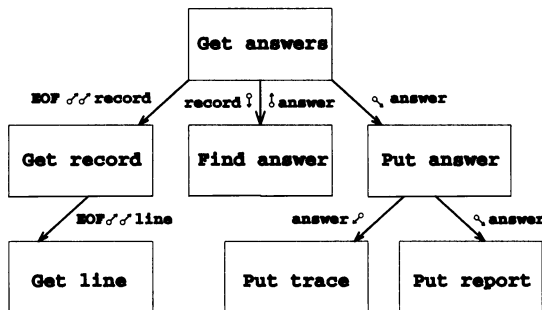 Get answers
EOF record
record answer
answer
Get record
Find answer
Put answer
EOF line
answer
answer
Get line
Put trace
Put report